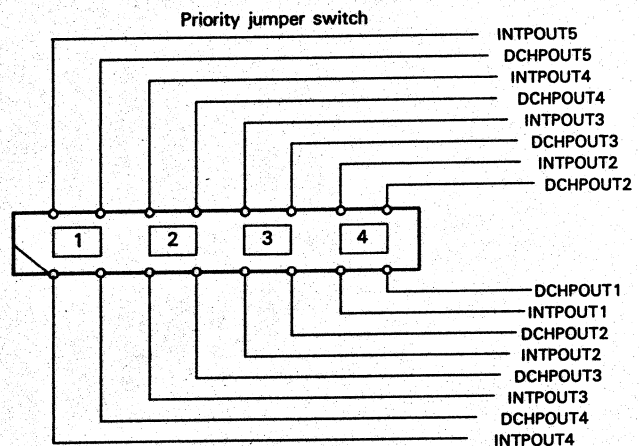 Priority jumper switch
INTPOUT5
DCHPOUT5
INTPOUT4
DCHPOUT4
INTPOUT3
DCHPOUT3
INTPOUT2
DCHPOUT2
1 2 3 4
DCHPOUT1
INTPOUT1
DCHPOUT2
INTPOUT2
DCHPOUT3
INTPOUT3
DCHPOUT4
INTPOUT4